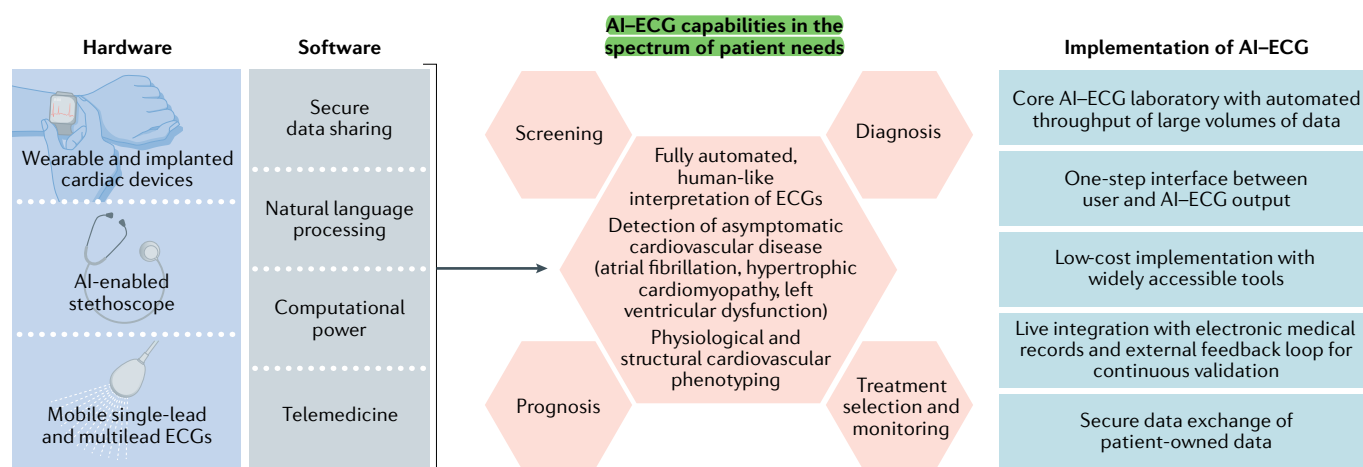 Hardware
Wearable and implanted
cardiac devices
AI-enabled
stethoscope
Mobile single-lead
and multilead ECGs
Software
Secure
data sharing
Natural language
processing
Computational
power
Telemedicine
AI–ECG capabilities in the
spectrum of patient needs
Screening
Diagnosis
Fully automated,
human-like
interpretation of ECGs
Detection of asymptomatic
cardiovascular disease
(atrial fibrillation, hypertrophic
cardiomyopathy, left
ventricular dysfunction)
Physiological and
structural cardiovascular
phenotyping
Prognosis
Treatment
selection and
monitoring
Implementation of AI–ECG
Core AI–ECG laboratory with automated
throughput of large volumes of data
One-step interface between
user and AI–ECG output
Low-cost implementation with
widely accessible tools
Live integration with electronic medical
records and external feedback loop for
continuous validation
Secure data exchange of
patient-owned data